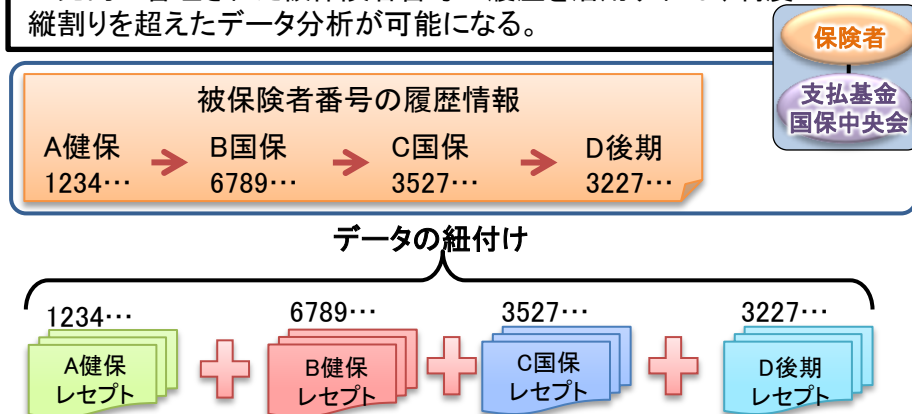 縦割りを超えたデータ分析が可能になる。
保険者
支払基金
国保中央会
被保険者番号の履歴情報
A健保 B国保 C国保 D後期
1234… 6789… 3527… 3227…
データの紐付け
1234… 6789… 3527… 3227…
A健保 B健保 C国保 D後期
レセプト レセプト レセプト レセプト